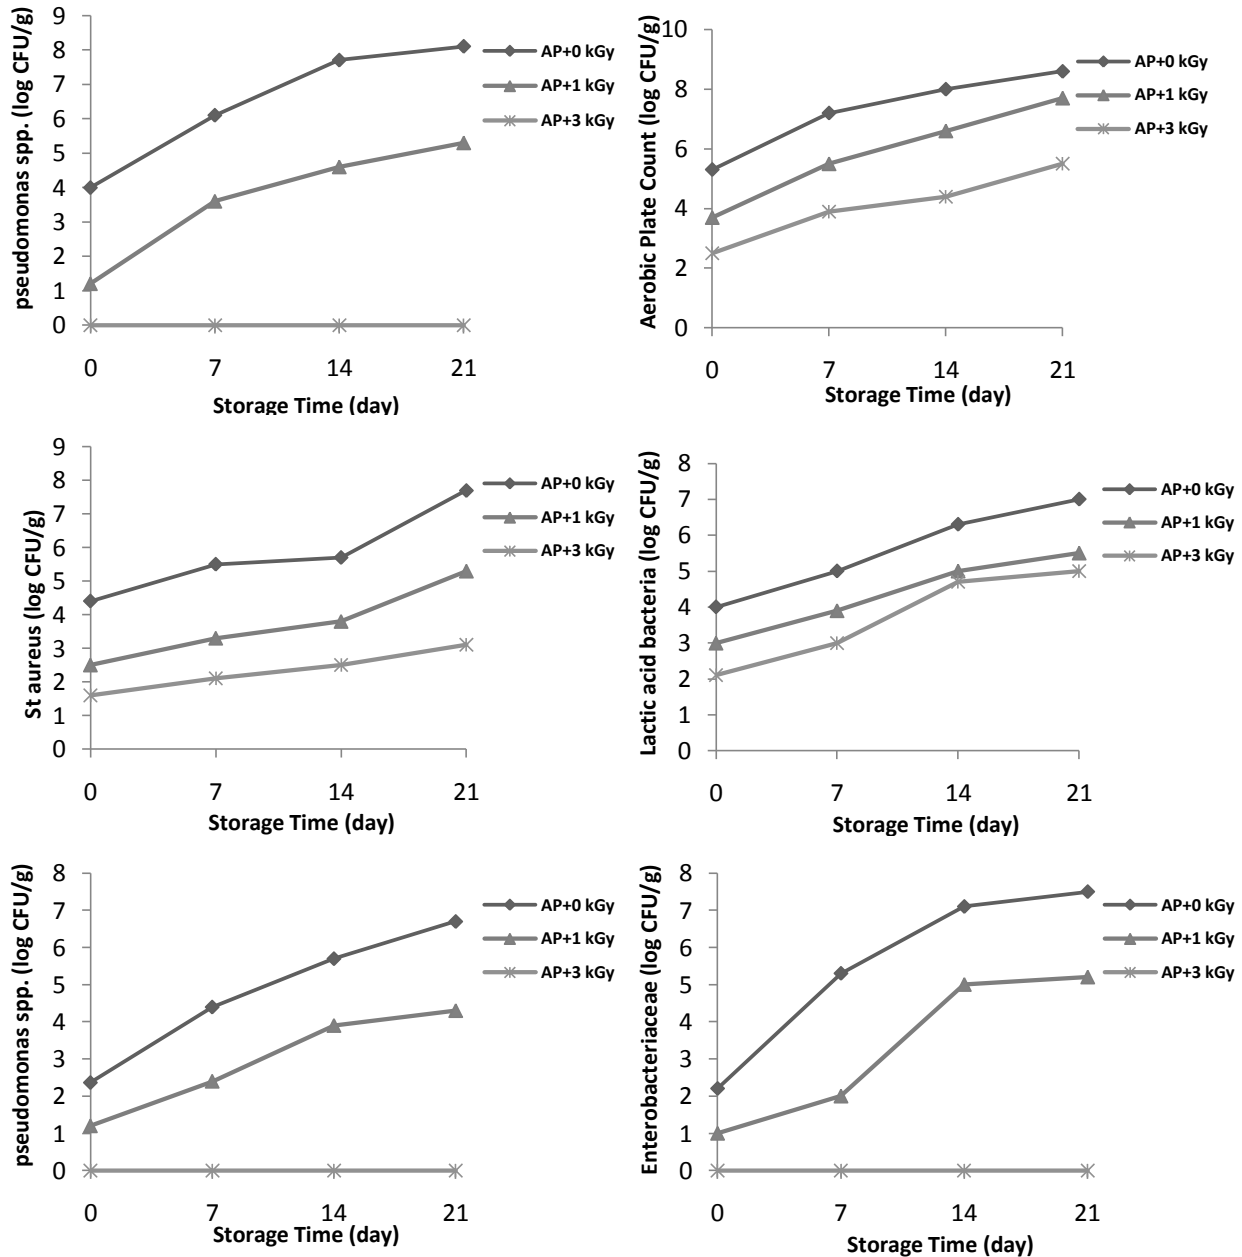 pseudomonas spp. (log CFU/g)
9
8
7
6
5
4
3
2
1
0
0 7 14 21
Storage Time (day)
AP+0 kGy
AP+1 kGy
AP+3 kGy
Aerobic Plate Count (log CFU/g)
10
8
6
4
2
0
0 7 14 21
Storage Time (day)
AP+0 kGy
AP+1 kGy
AP+3 kGy
St aureus (log CFU/g)
9
8
7
6
5
4
3
2
1
0
0 7 14 21
Storage Time (day)
AP+0 kGy
AP+1 kGy
AP+3 kGy
Lactic acid bacteria (log CFU/g)
8
7
6
5
4
3
2
1
0
0 7 14 21
Storage Time (day)
AP+0 kGy
AP+1 kGy
AP+3 kGy
pseudomonas spp. (log CFU/g)
8
7
6
5
4
3
2
1
0
0 7 14 21
Storage Time (day)
AP+0 kGy
AP+1 kGy
AP+3 kGy
Enterobacteriaceae (log CFU/g)
8
7
6
5
4
3
2
1
0
0 7 14 21
Storage Time (day)
AP+0 kGy
AP+1 kGy
AP+3 kGy